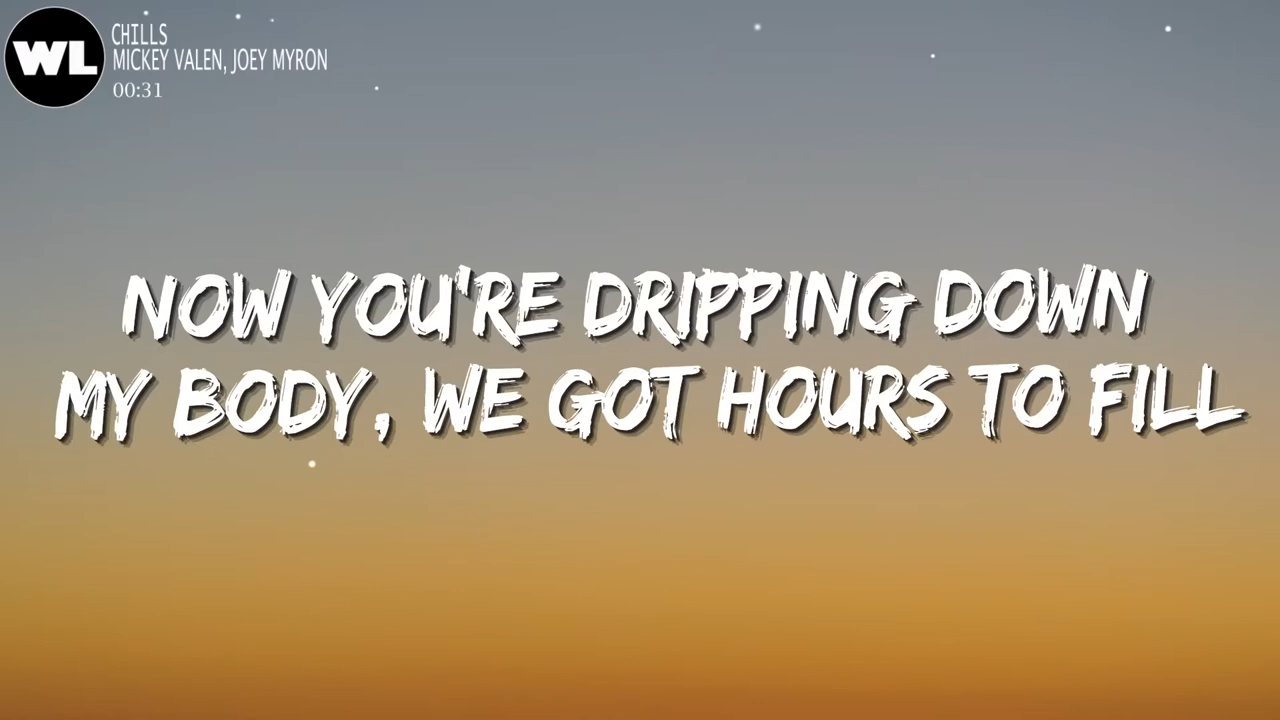 WL
CHILLS
MICKEY VALEN, JOEY MYRON
00:31
NOW YOU'RE DRIPPING DOWN
MY BODY, WE GOT HOURS TO FILL